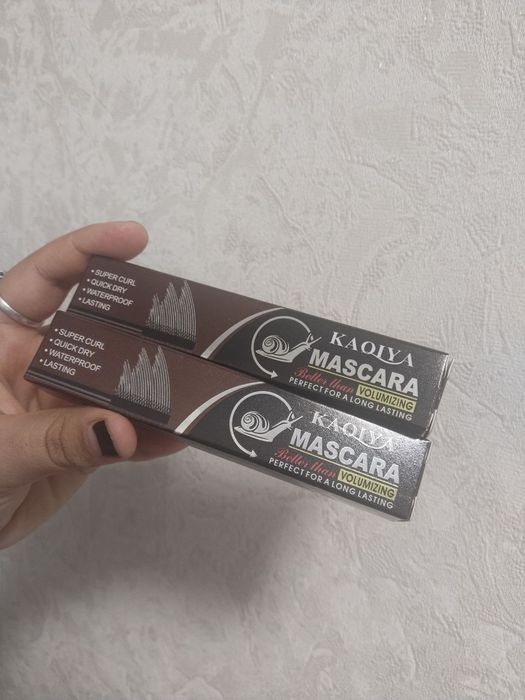 • SUPER CURL
• QUICK DRY
• WATERPROOF
• LASTING
KAQIYA
MASCARA
Better than VOLUMIZING
PERFECT FOR A LONG LASTING
• SUPER CURL
• QUICK DRY
• WATERPROOF
• LASTING
KAQIYA
MASCARA
Better than VOLUMIZING
PERFECT FOR A LONG LASTING